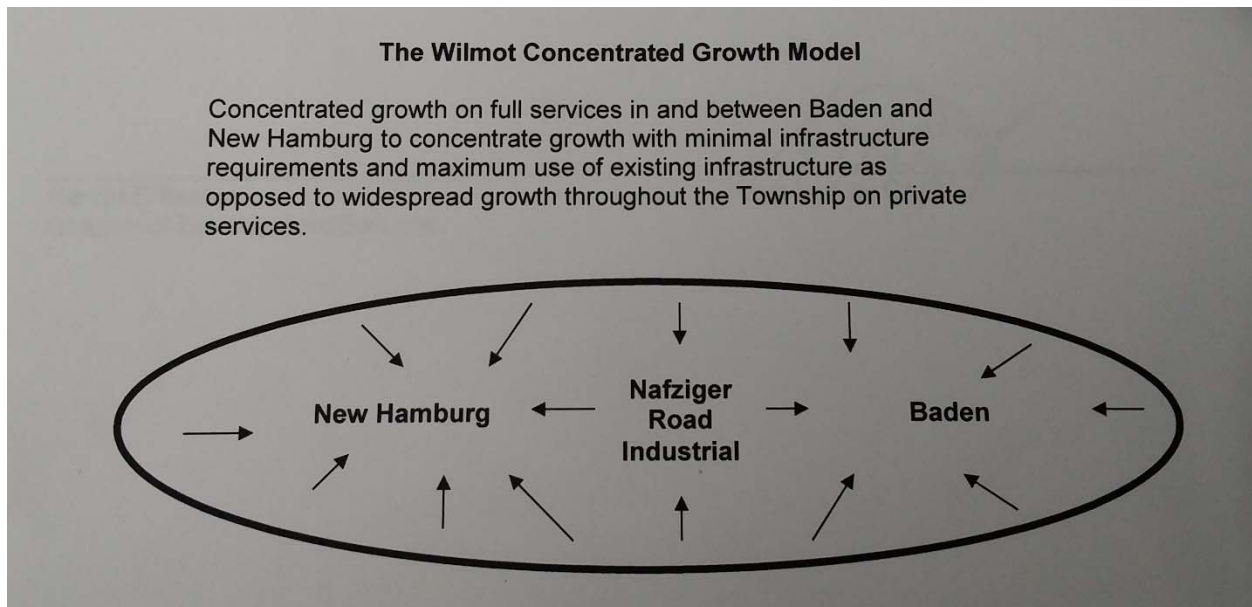 The Wilmot Concentrated Growth Model
Concentrated growth on full services in and between Baden and
New Hamburg to concentrate growth with minimal infrastructure
requirements and maximum use of existing infrastructure as
opposed to widespread growth throughout the Township on private
services.
New Hamburg
Nafziger
Road
Industrial
Baden